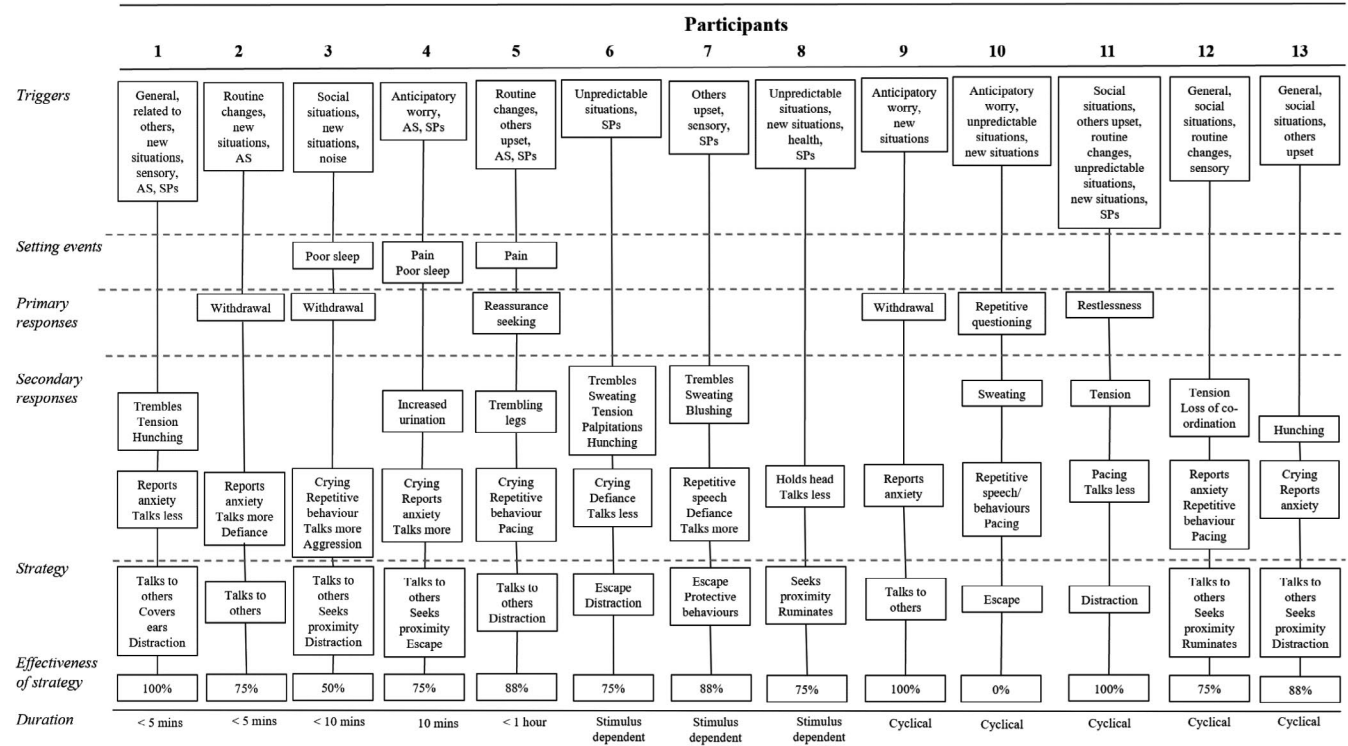 Participants
1 2 3 4 5 6 7 8 9 10 11 12 13
Triggers
General,
related to
others,
new
situations,
sensory,
AS, SPs
Routine
changes,
new
situations,
AS
Social
situations,
new
situations,
noise
Anticipatory
worry,
AS, SPs
Routine
changes,
others
upset,
AS, SPs
Unpredictable
situations,
SPs
Others
upset,
sensory,
SPs
Unpredictable
situations,
new situations,
health,
SPs
Anticipatory
worry,
new
situations
Anticipatory
worry,
unpredictable
situations,
new situations
Social
situations,
others upset,
routine
changes,
unpredictable
situations,
new situations,
SPs
General,
social
situations,
routine
changes,
sensory
General,
social
situations,
others
upset
Setting events
Poor sleep
Pain
Poor sleep
Pain
Primary
responses
Withdrawal
Withdrawal
Reassurance
seeking
Withdrawal
Repetitive
questioning
Restlessness
Secondary
responses
Trembles
Tension
Hunching
Increased
urination
Trembling
legs
Trembles
Sweating
Tension
Palpitations
Hunching
Trembles
Sweating
Blushing
Sweating
Tension
Tension
Loss of co-
ordination
Hunching
Reports
anxiety
Talks less
Reports
anxiety
Talks more
Defiance
Crying
Repetitive
behaviour
Talks more
Aggression
Crying
Reports
anxiety
Talks more
Crying
Repetitive
behaviour
Pacing
Crying
Defiance
Talks less
Repetitive
speech
Defiance
Talks more
Holds head
Talks less
Reports
anxiety
Repetitive
speech/
behaviours
Pacing
Pacing
Talks less
Reports
anxiety
Repetitive
behaviour
Pacing
Crying
Reports
anxiety
Strategy
Talks to
others
Covers
ears
Distraction
Talks to
others
Talks to
others
Seeks
proximity
Distraction
Talks to
others
Seeks
proximity
Escape
Talks to
others
Distraction
Escape
Distraction
Escape
Protective
behaviours
Seeks
proximity
Ruminates
Talks to
others
Escape
Distraction
Talks to
others
Seeks
proximity
Ruminates
Talks to
others
Seeks
proximity
Distraction
Effectiveness
of strategy
100% 75% 50% 75% 88% 75% 88% 75% 100% 0% 100% 75% 88%
Duration
< 5 mins
< 5 mins
< 10 mins
10 mins
< 1 hour
Stimulus
dependent
Stimulus
dependent
Stimulus
dependent
Cyclical
Cyclical
Cyclical
Cyclical
Cyclical